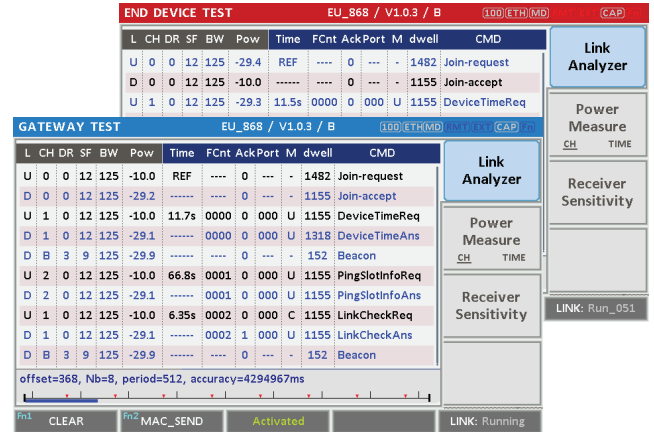 END DEVICE TEST EU_868 / V1.0.3 / B 100 ETH MD RMT EXT CAP Fn
L CH DR SF BW Pow Time FCnt Ack Port M dwell CMD
U 0 0 12 125 -29.4 REF ---- 0 --- - 1482 Join-request
D 0 0 12 125 -10.0 ------ ---- 0 --- - 1155 Join-accept
U 1 0 12 125 -29.3 11.5s 0000 0 000 U 1155 DeviceTimeReq
Link
Analyzer
Power
Measure
CH TIME
Receiver
Sensitivity
LINK: Run_051
GATEWAY TEST EU_868 / V1.0.3 / B 100 ETH MD RMT EXT CAP Fn
L CH DR SF BW Pow Time FCnt Ack Port M dwell CMD
U 0 0 12 125 -10.0 REF ---- 0 --- - 1482 Join-request
D 0 0 12 125 -29.2 ------ ---- 0 --- - 1155 Join-accept
U 1 0 12 125 -10.0 11.7s 0000 0 000 U 1155 DeviceTimeReq
D 1 0 12 125 -29.1 ------ 0000 0 000 U 1318 DeviceTimeAns
D B 3 9 125 -29.9 ------ ---- 0 --- - 152 Beacon
U 2 0 12 125 -10.0 66.8s 0001 0 000 U 1155 PingSlotInfoReq
D 2 0 12 125 -29.1 ------ 0001 0 000 U 1155 PingSlotInfoAns
U 1 0 12 125 -10.0 6.35s 0002 0 000 C 1155 LinkCheckReq
D 1 0 12 125 -29.1 ------ 0002 1 000 U 1155 LinkCheckAns
D B 3 9 125 -29.9 ------ ---- 0 --- - 152 Beacon
offset=368, Nb=8, period=512, accuracy=4294967ms
Link
Analyzer
Power
Measure
CH TIME
Receiver
Sensitivity
Fn1 CLEAR Fn2 MAC_SEND Activated LINK: Running